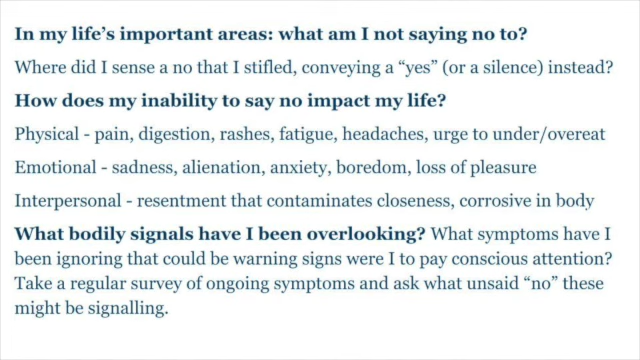 In my life's important areas: what am I not saying no to?
Where did I sense a no that I stifled, conveying a “yes” (or a silence) instead?
How does my inability to say no impact my life?
Physical - pain, digestion, rashes, fatigue, headaches, urge to under/overeat
Emotional - sadness, alienation, anxiety, boredom, loss of pleasure
Interpersonal - resentment that contaminates closeness, corrosive in body
What bodily signals have I been overlooking? What symptoms have I
been ignoring that could be warning signs were I to pay conscious attention?
Take a regular survey of ongoing symptoms and ask what unsaid “no” these
might be signalling.